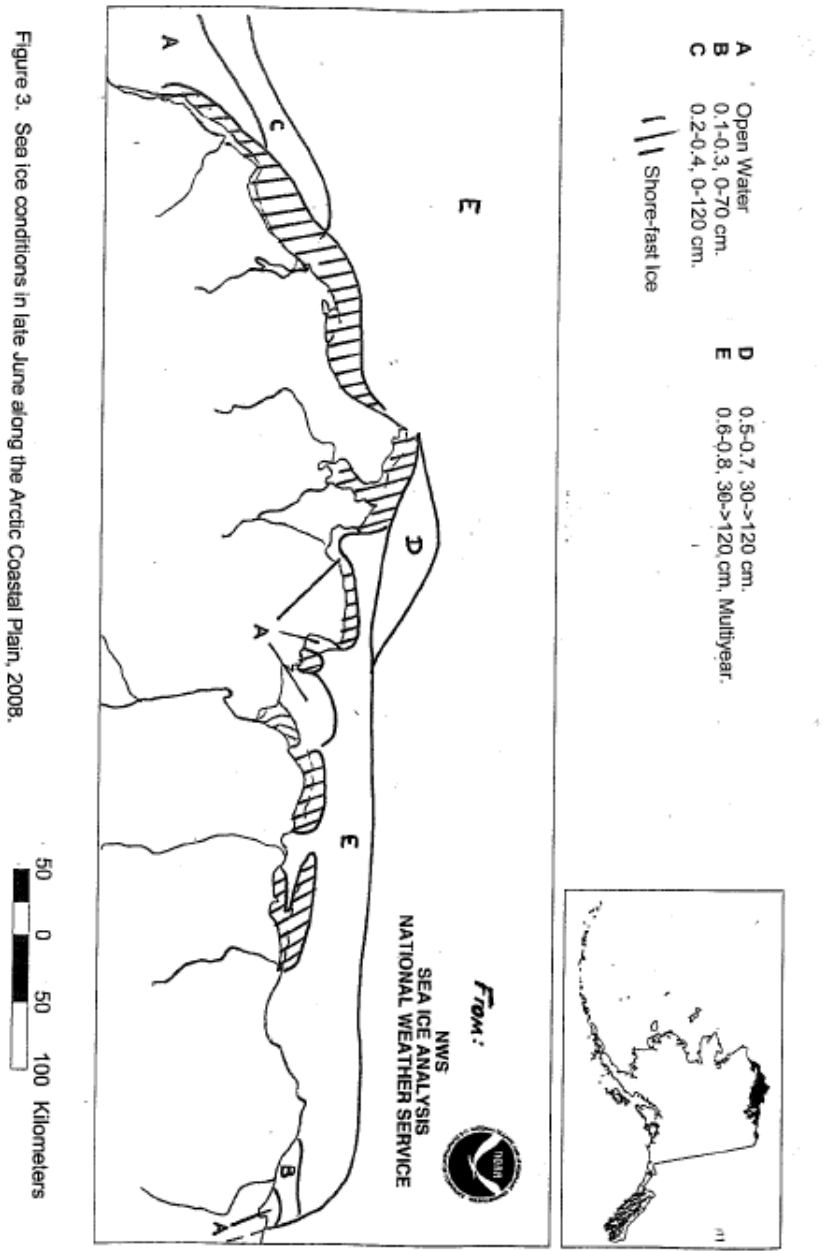 A Open Water
B 0.1-0.3, 0-70 cm.
C 0.2-0.4, 0-120 cm.
Shore-fast Ice
D 0.5-0.7, 30->120 cm.
E 0.6-0.8, 30->120 cm, Multiyear.
A
C
E
D
A
E
B
A
From:
NWS
SEA ICE ANALYSIS
NATIONAL WEATHER SERVICE
NOAA
50 0 50 100 Kilometers
Figure 3. Sea ice conditions in late June along the Arctic Coastal Plain, 2008.